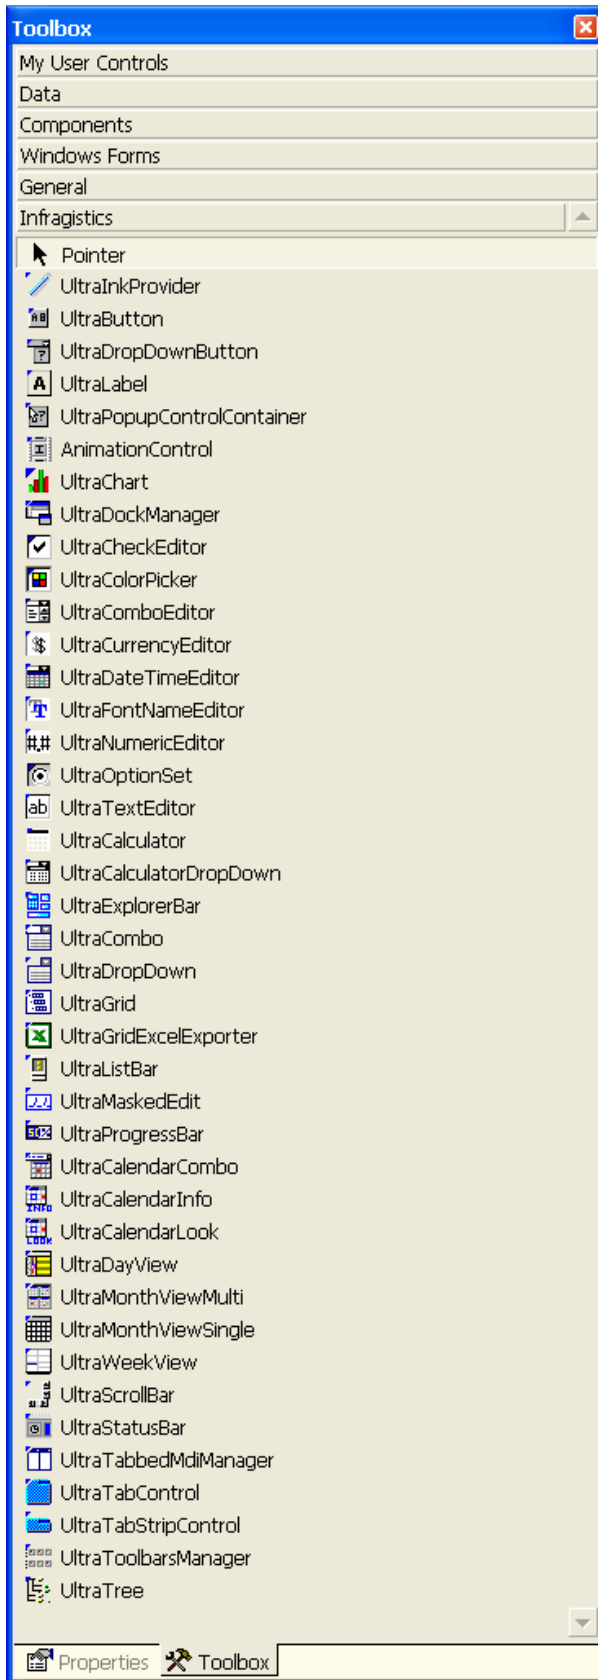 Toolbox
My User Controls
Data
Components
Windows Forms
General
Infragistics
Pointer
UltraInkProvider
UltraButton
UltraDropDownButton
UltraLabel
UltraPopupControlContainer
AnimationControl
UltraChart
UltraDockManager
UltraCheckEditor
UltraColorPicker
UltraComboEditor
UltraCurrencyEditor
UltraDateTimeEditor
UltraFontNameEditor
UltraNumericEditor
UltraOptionSet
UltraTextEditor
UltraCalculator
UltraCalculatorDropDown
UltraExplorerBar
UltraCombo
UltraDropDown
UltraGrid
UltraGridExcelExporter
UltraListBar
UltraMaskedEdit
UltraProgressBar
UltraCalendarCombo
UltraCalendarInfo
UltraCalendarLook
UltraDayView
UltraMonthViewMulti
UltraMonthViewSingle
UltraWeekView
UltraScrollBar
UltraStatusBar
UltraTabbedMdiManager
UltraTabControl
UltraTabStripControl
UltraToolbarsManager
UltraTree
Properties Toolbox